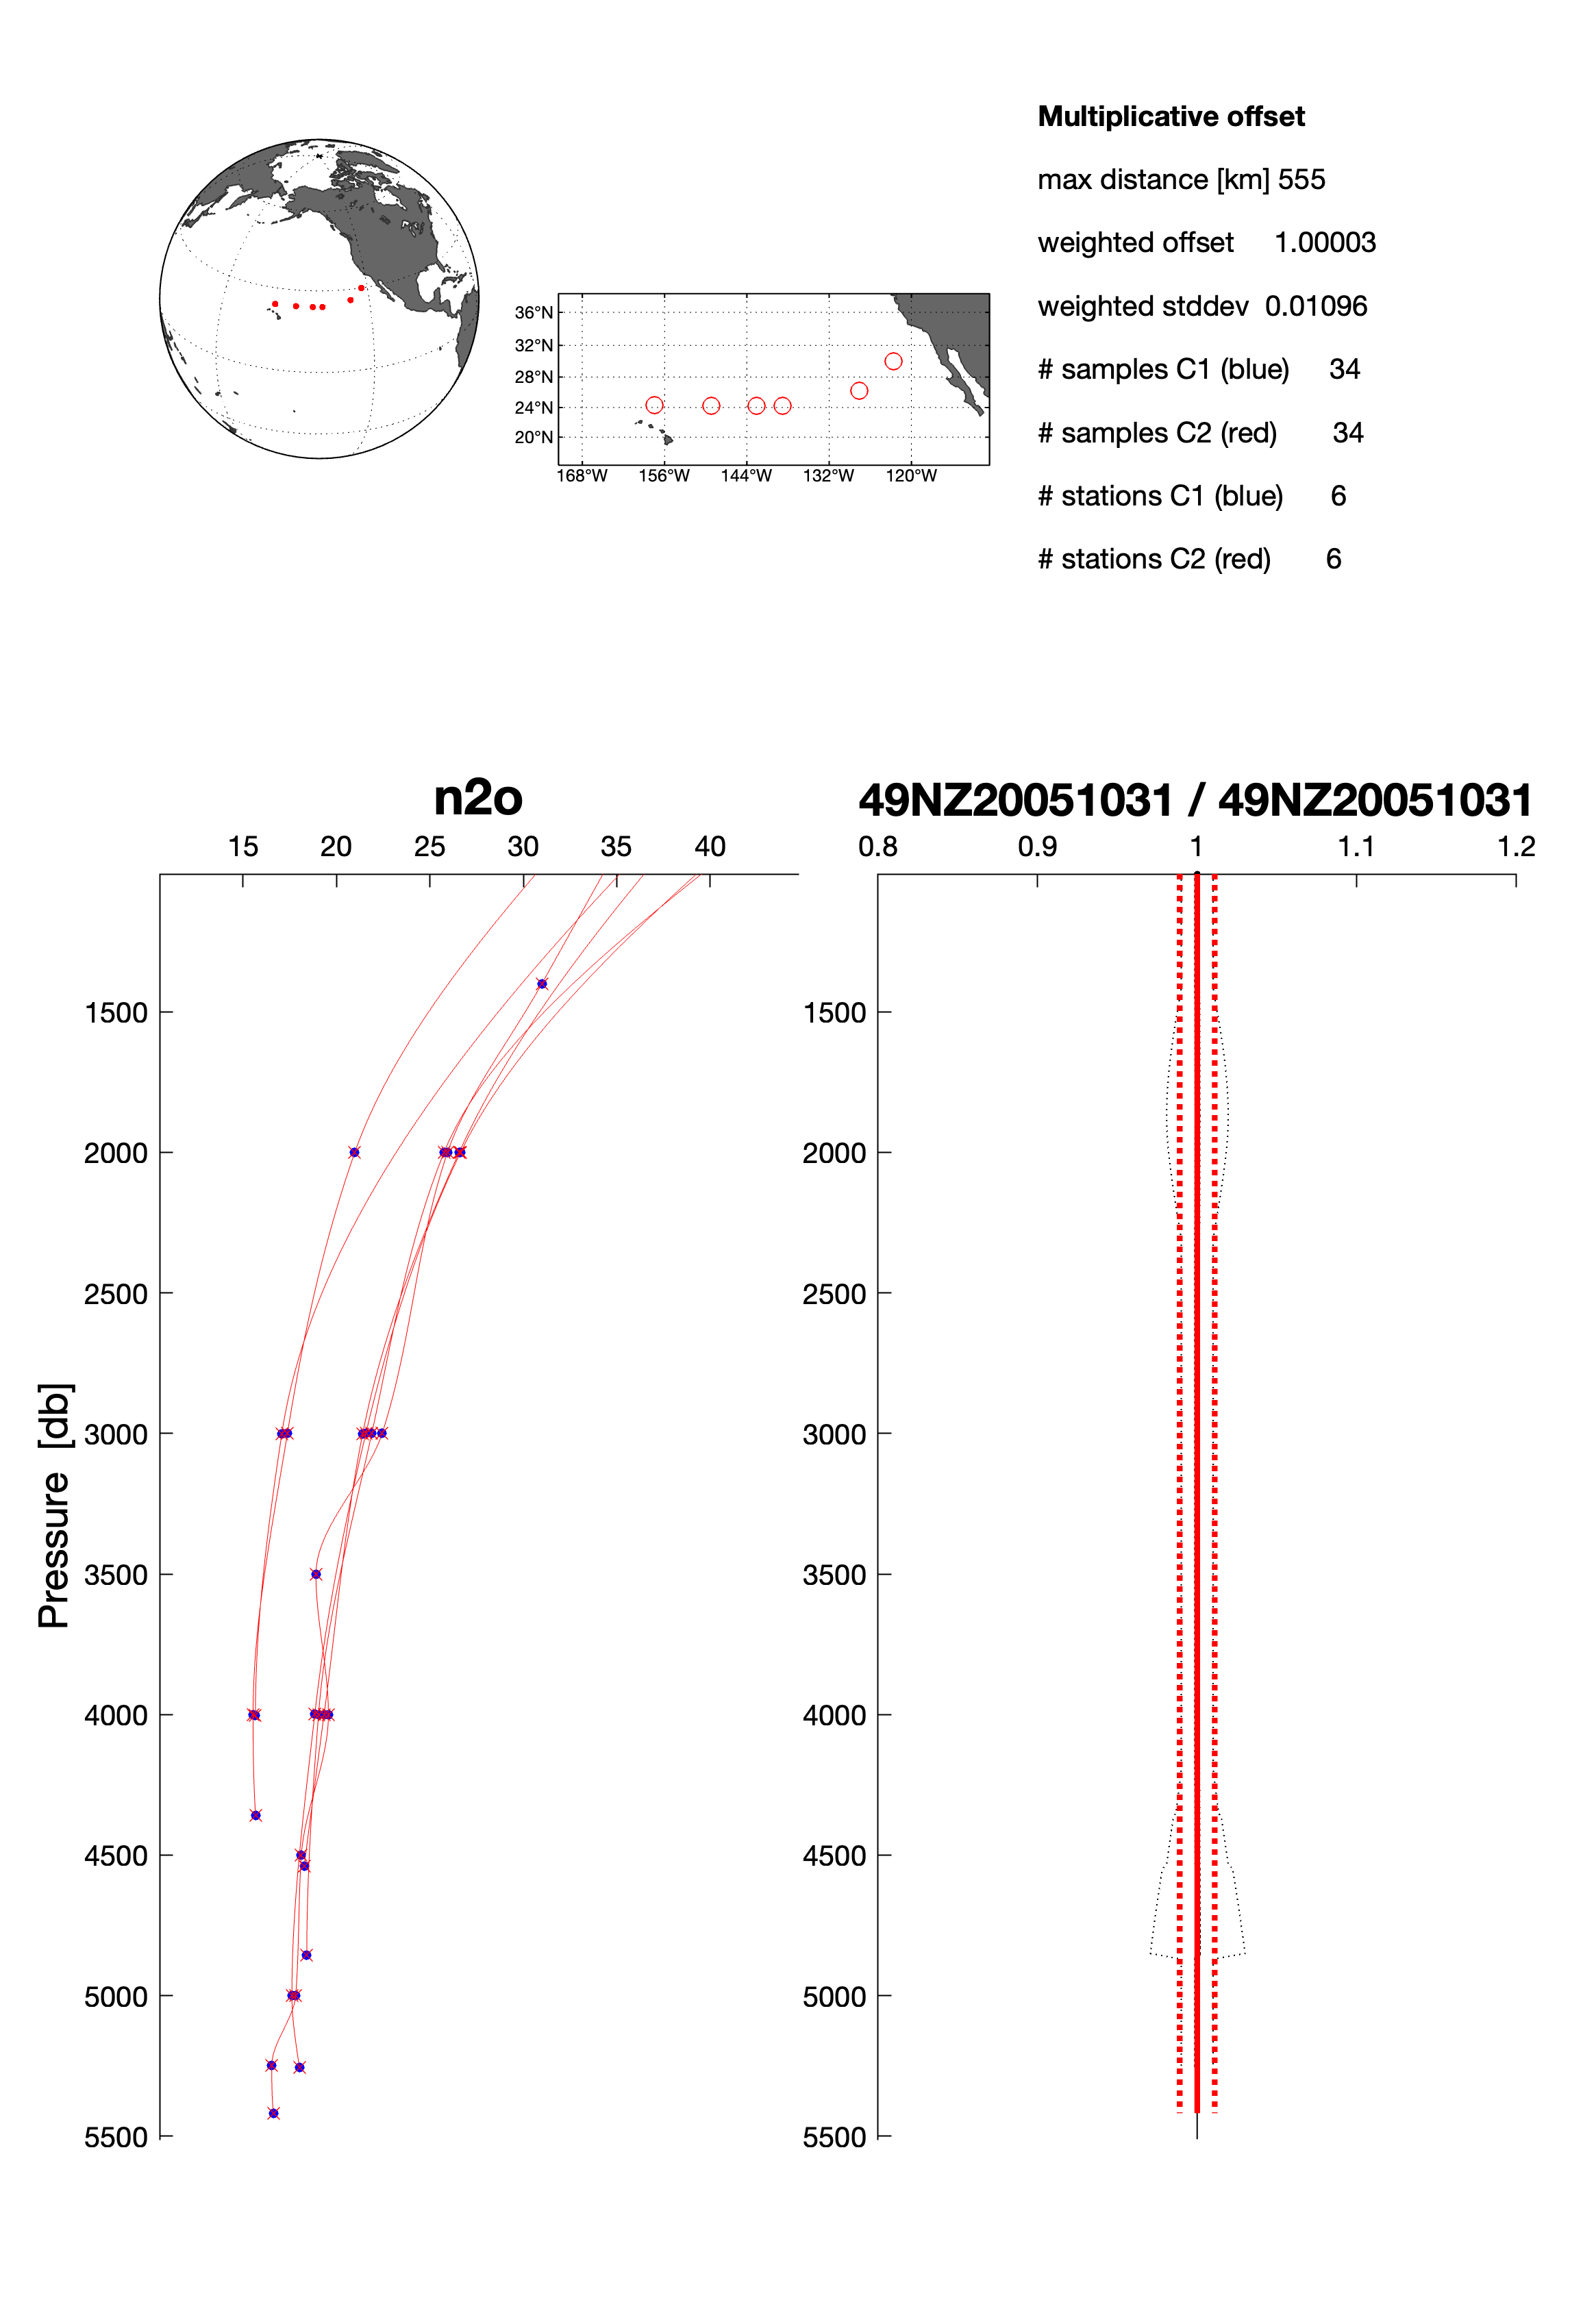 Multiplicative offset
max distance [km] 555
weighted offset 1.00003
weighted stddev 0.01096
# samples C1 (blue) 34
# samples C2 (red) 34
# stations C1 (blue) 6
# stations C2 (red) 6
36°N
32°N
28°N
24°N
20°N
168°W 156°W 144°W 132°W 120°W
n2o
15 20 25 30 35 40
1500
2000
2500
3000
3500
4000
4500
5000
5500
Pressure [db]
49NZ20051031 / 49NZ20051031
0.8 0.9 1 1.1 1.2
1500
2000
2500
3000
3500
4000
4500
5000
5500